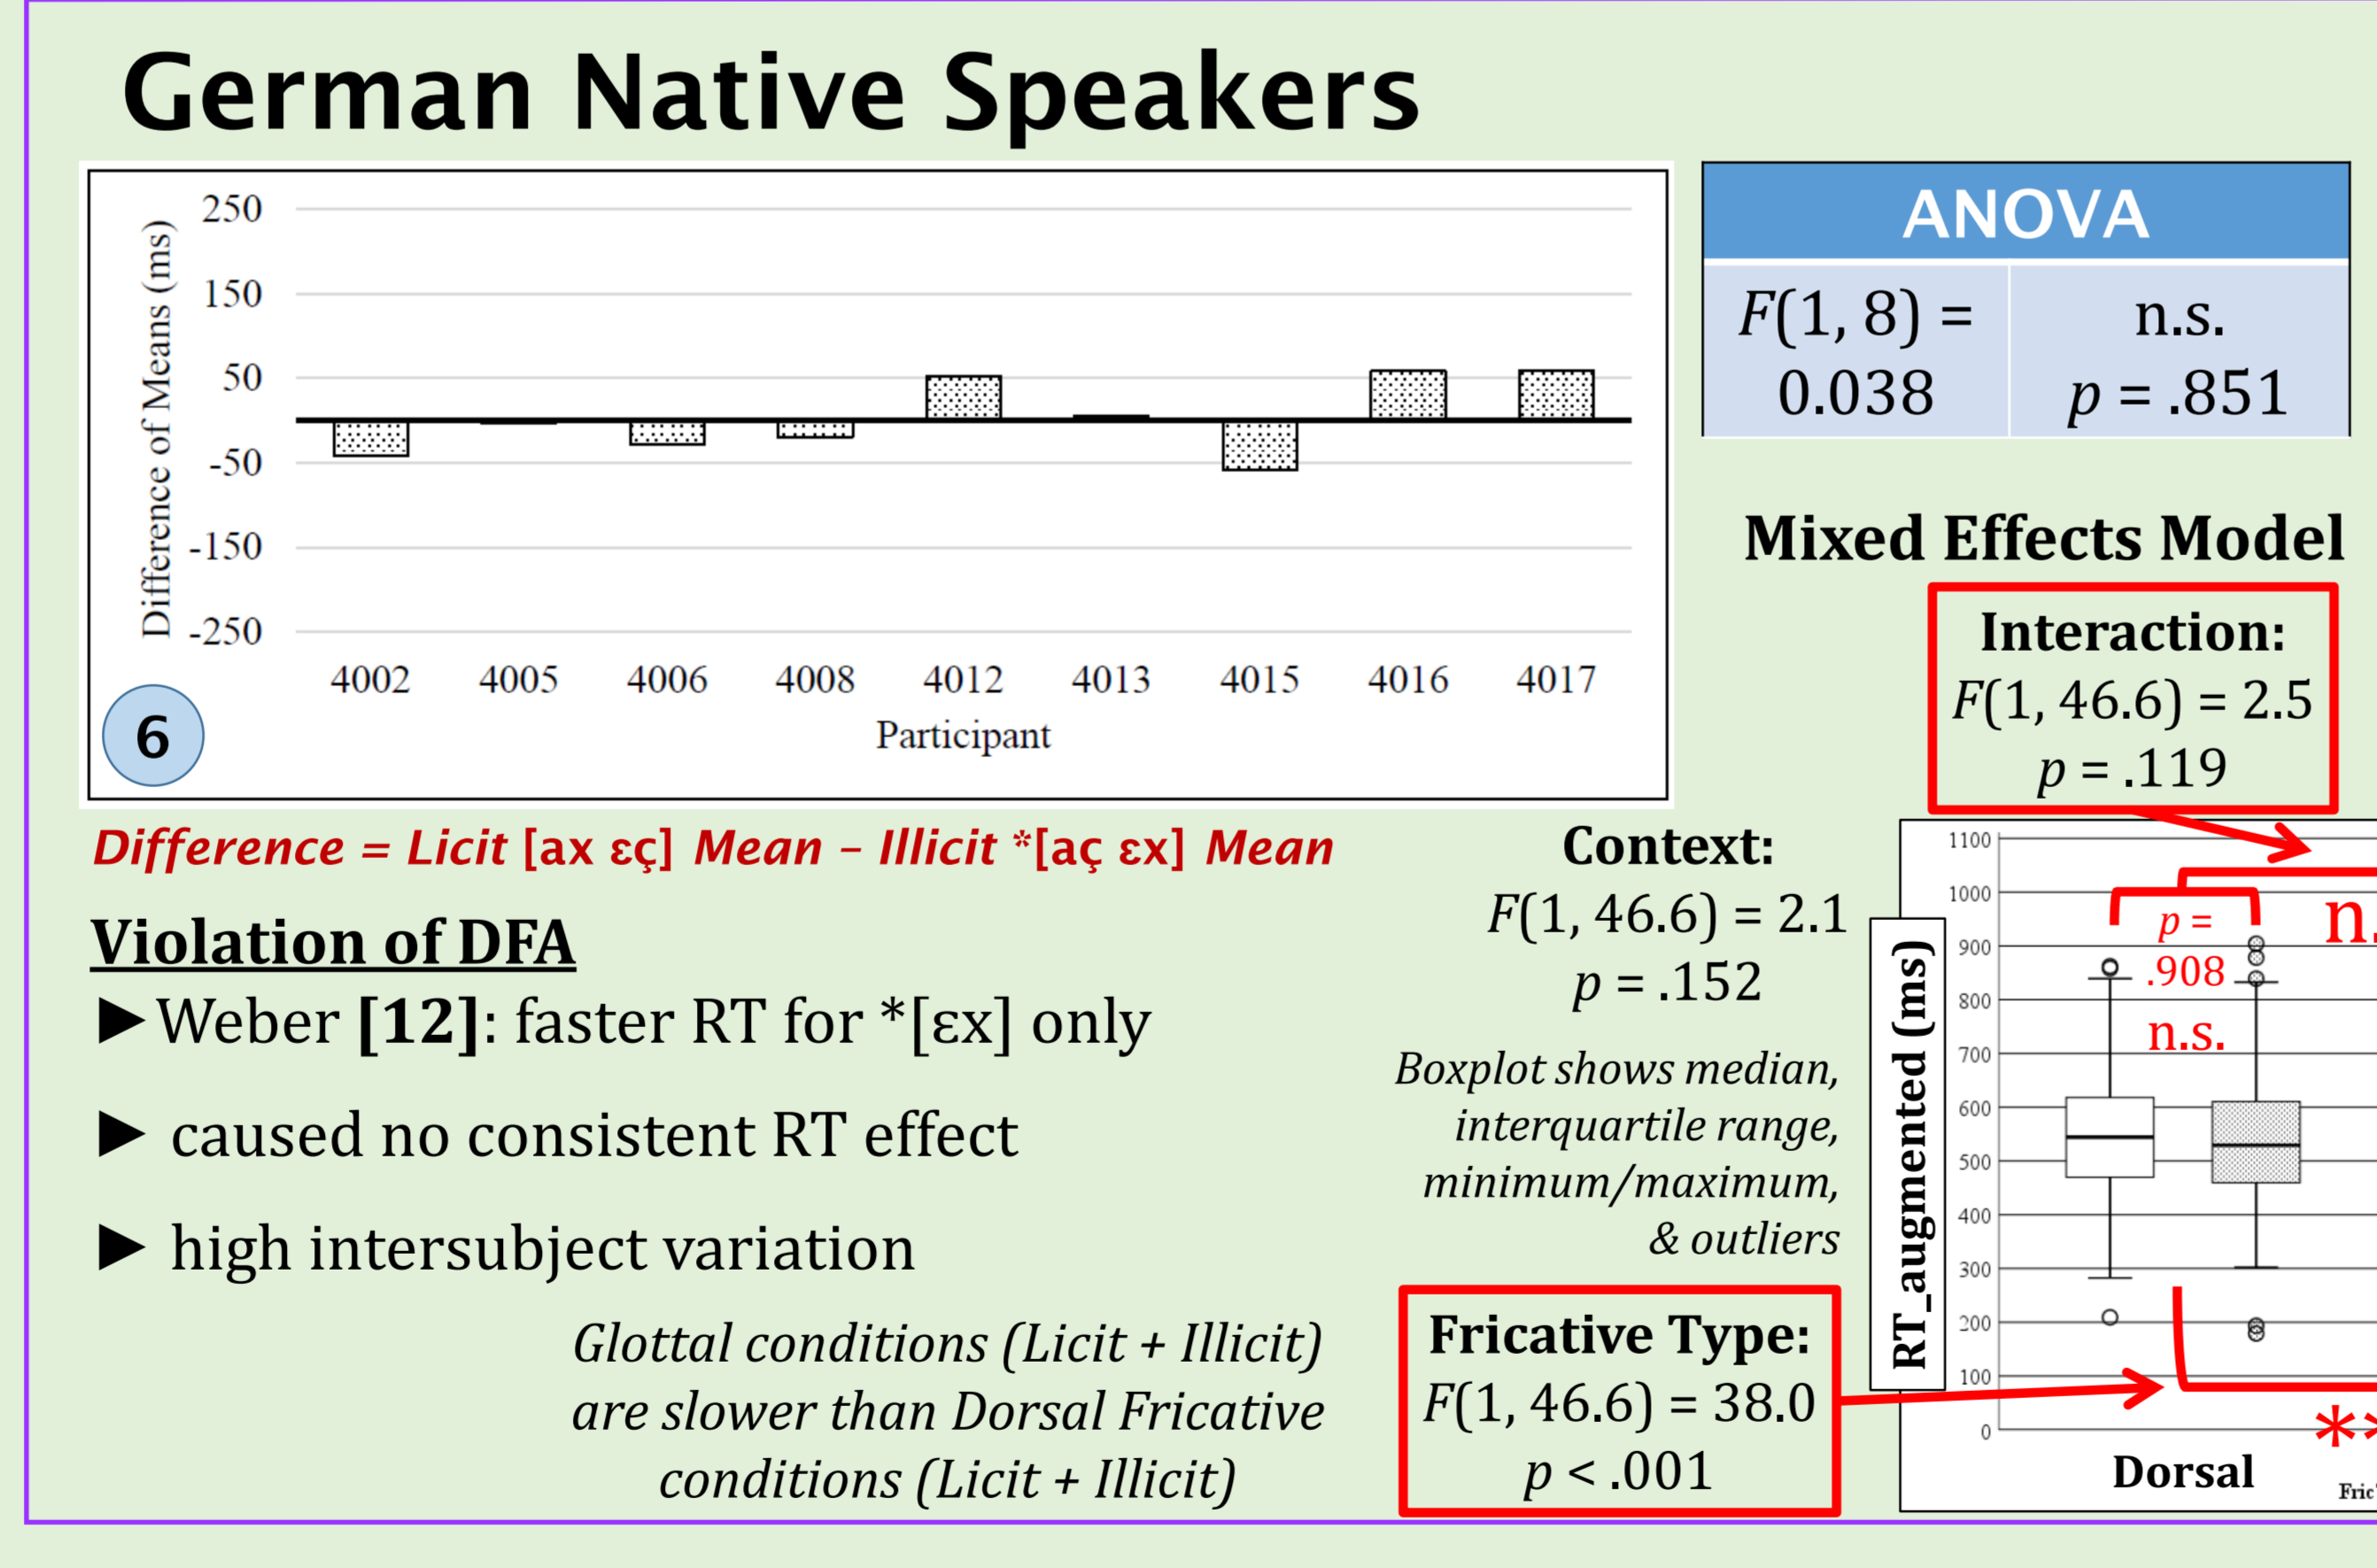 German Native Speakers
250
150
50
-50
-150
-250
Difference of Means (ms)
4002 4005 4006 4008 4012 4013 4015 4016 4017
Participant
6
ANOVA
F(1, 8) =
0.038
n.s.
p = .851
Mixed Effects Model
Interaction:
F(1, 46.6) = 2.5
p = .119
Difference = Licit [ax ɛç] Mean – Illicit *[aç ɛx] Mean
Violation of DFA
►Weber [12]: faster RT for *[ɛx] only
► caused no consistent RT effect
► high intersubject variation
Glottal conditions (Licit + Illicit)
are slower than Dorsal Fricative
conditions (Licit + Illicit)
Context:
F(1, 46.6) = 2.1
p = .152
Boxplot shows median,
interquartile range,
minimum/maximum,
& outliers
Fricative Type:
F(1, 46.6) = 38.0
p < .001
RT_augmented (ms)
1100
1000
900
800
700
600
500
400
300
200
100
0
p =
.908
n.s.
n.
**
Dorsal